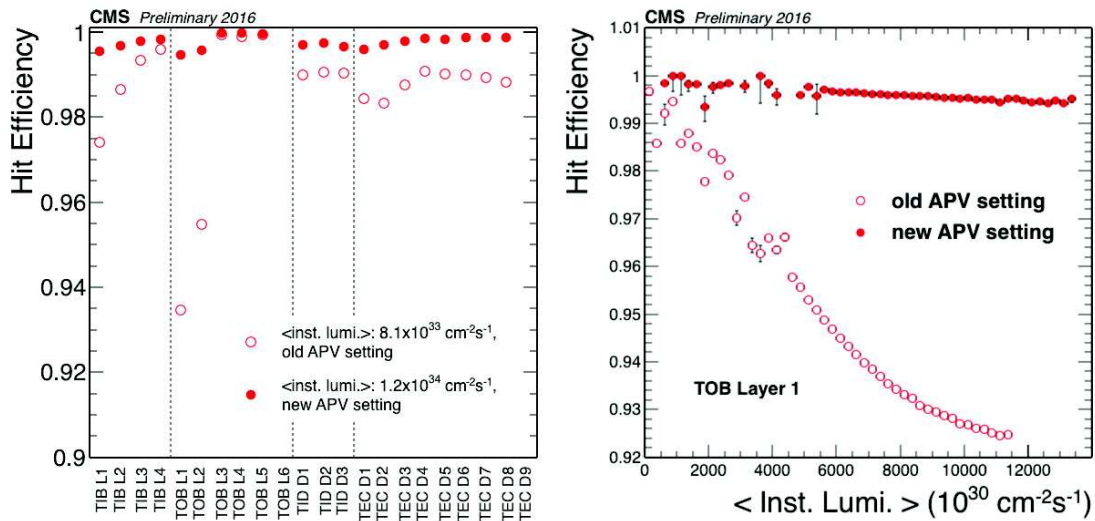 CMS Preliminary 2016
Hit Efficiency
1
0.98
0.96
0.94
0.92
0.9
<inst. lumi.>: 8.1x10³³ cm⁻²s⁻¹,
old APV setting
<inst. lumi.>: 1.2x10³⁴ cm⁻²s⁻¹,
new APV setting
TIB L1
TIB L2
TIB L3
TIB L4
TOB L1
TOB L2
TOB L3
TOB L4
TOB L5
TOB L6
TID D1
TID D2
TID D3
TEC D1
TEC D2
TEC D3
TEC D4
TEC D5
TEC D6
TEC D7
TEC D8
TEC D9
CMS Preliminary 2016
Hit Efficiency
1.01
1
0.99
0.98
0.97
0.96
0.95
0.94
0.93
0.92
old APV setting
new APV setting
TOB Layer 1
0 2000 4000 6000 8000 10000 12000
< Inst. Lumi. > (10³⁰ cm⁻²s⁻¹)